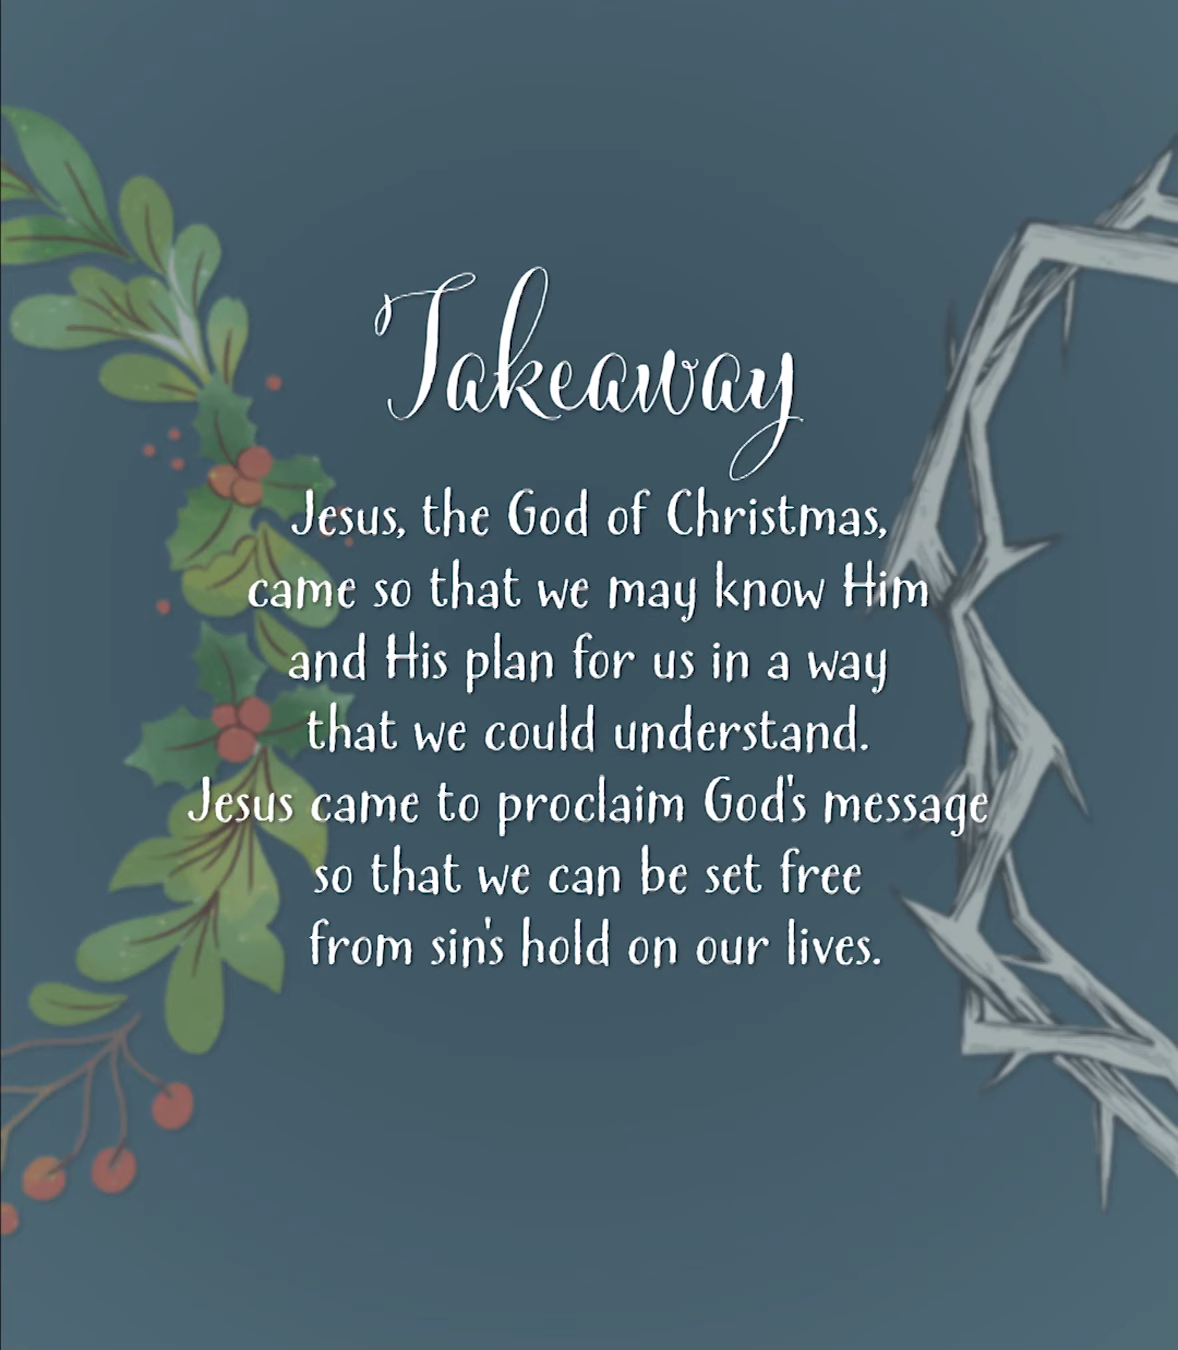 Takeaway
Jesus, the God of Christmas,
came so that we may know Him
and His plan for us in a way
that we could understand.
Jesus came to proclaim God's message
so that we can be set free
from sin's hold on our lives.